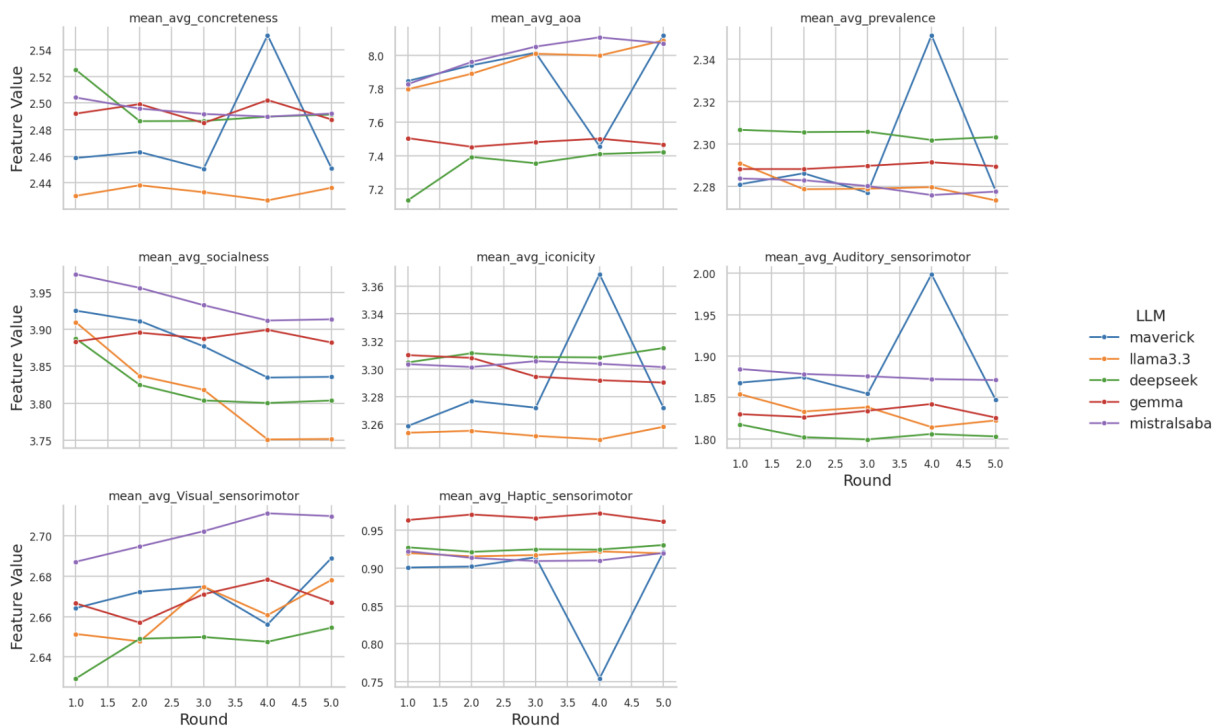 mean_avg_concreteness
mean_avg_aoa
mean_avg_prevalence
Feature Value
2.54
2.52
2.50
2.48
2.46
2.44
8.0
7.8
7.6
7.4
7.2
2.34
2.32
2.30
2.28
mean_avg_socialness
mean_avg_iconicity
mean_avg_Auditory_sensorimotor
Feature Value
3.95
3.90
3.85
3.80
3.75
3.36
3.34
3.32
3.30
3.28
3.26
2.00
1.95
1.90
1.85
1.80
1.0 1.5 2.0 2.5 3.0 3.5 4.0 4.5 5.0
Round
LLM
maverick
llama3.3
deepseek
gemma
mistralsaba
mean_avg_Visual_sensorimotor
mean_avg_Haptic_sensorimotor
Feature Value
2.70
2.68
2.66
2.64
0.95
0.90
0.85
0.80
0.75
1.0 1.5 2.0 2.5 3.0 3.5 4.0 4.5 5.0
1.0 1.5 2.0 2.5 3.0 3.5 4.0 4.5 5.0
Round
Round